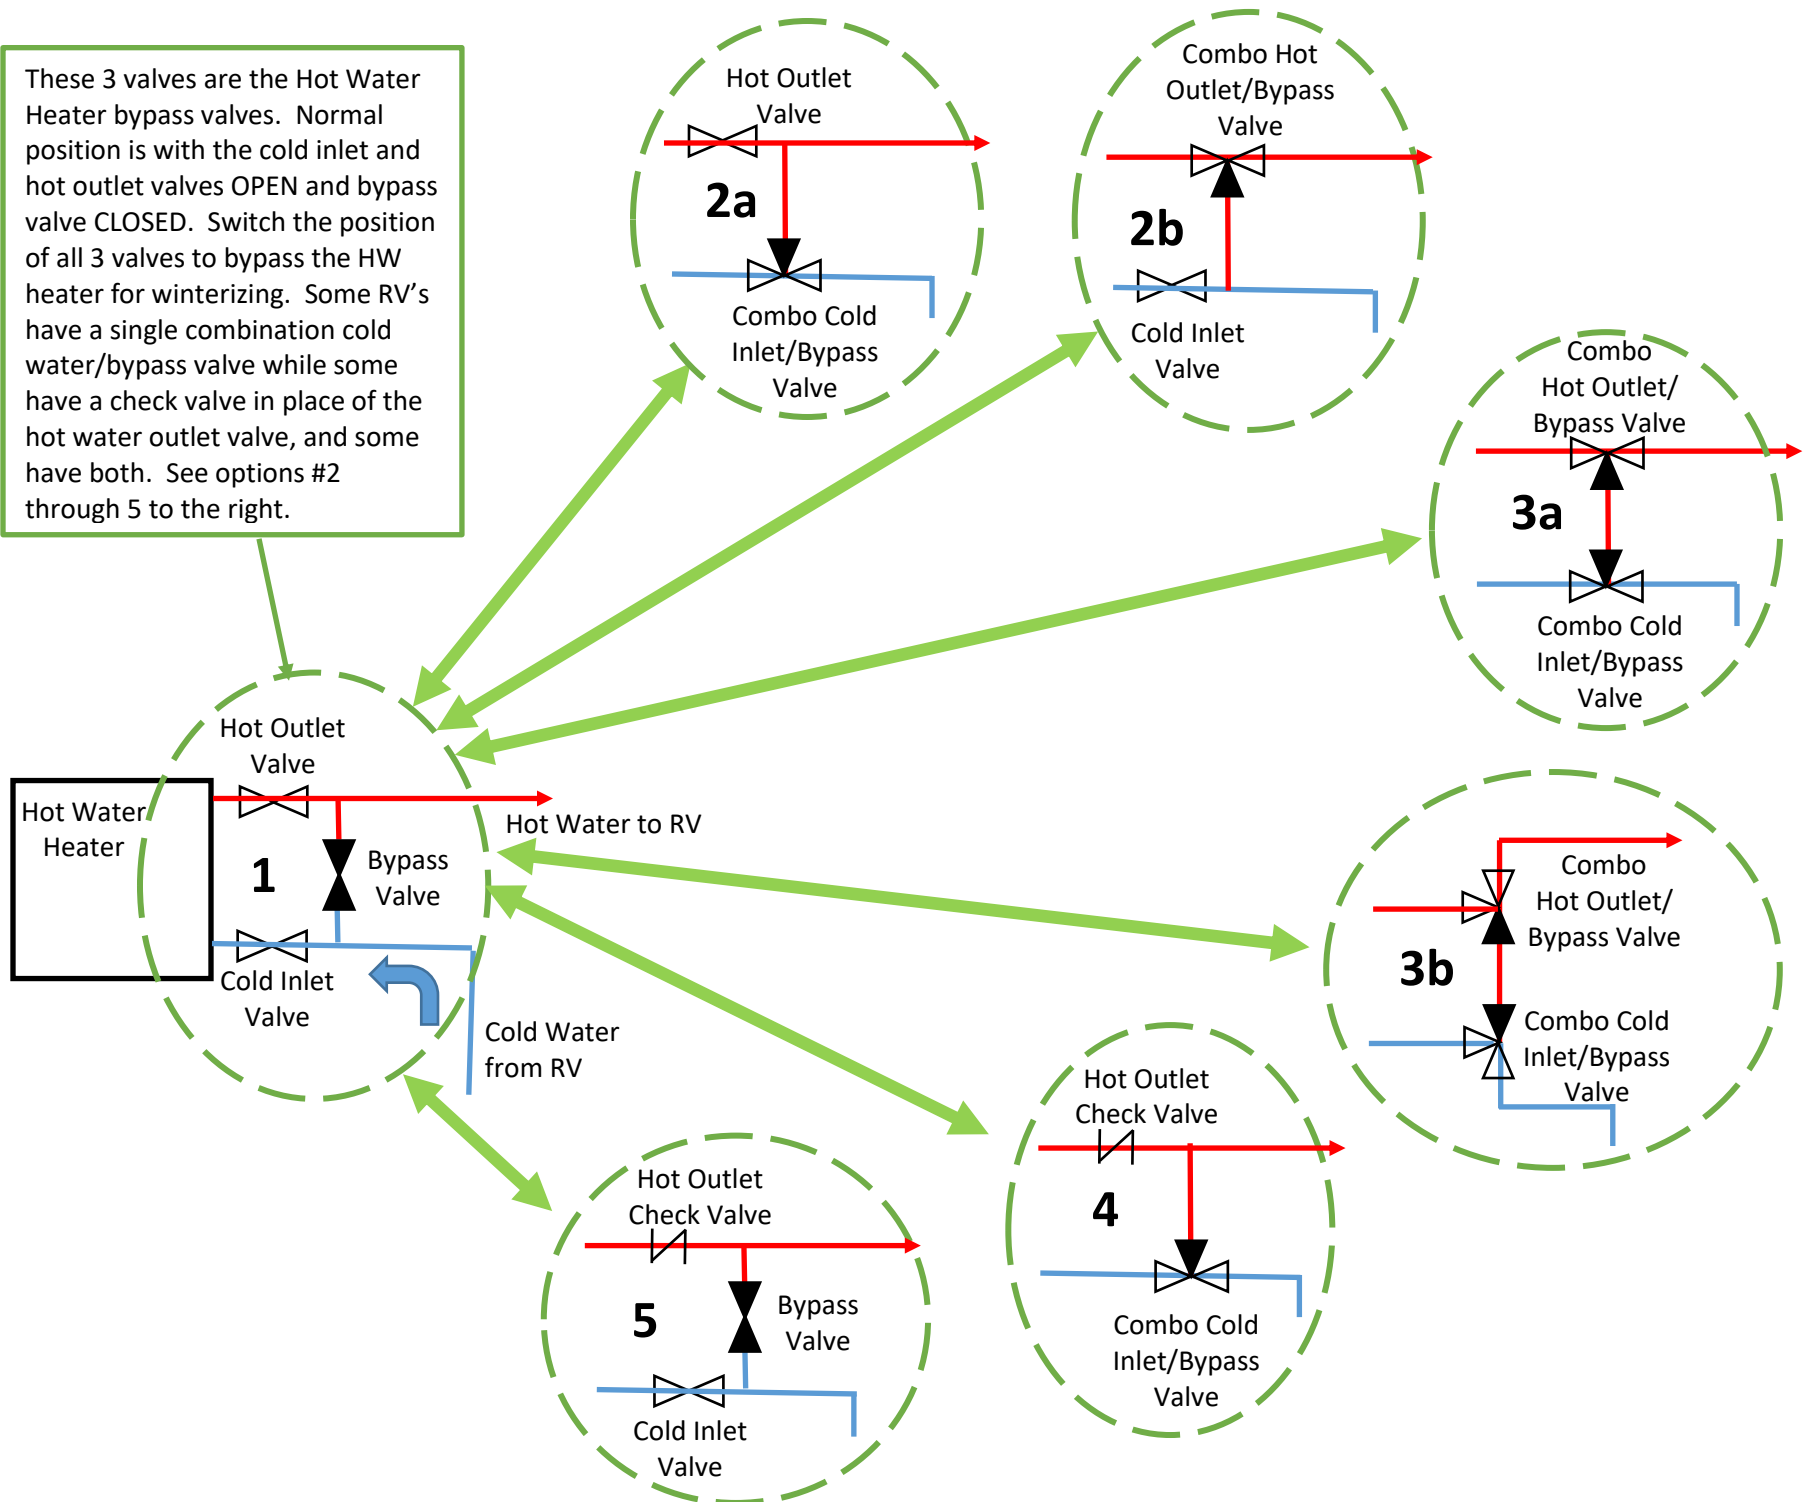 These 3 valves are the Hot Water
Heater bypass valves.  Normal
position is with the cold inlet and
hot outlet valves OPEN and bypass
valve CLOSED.  Switch the position
of all 3 valves to bypass the HW
heater for winterizing.  Some RV’s
have a single combination cold
water/bypass valve while some
have a check valve in place of the
hot water outlet valve, and some
have both.  See options #2
through 5 to the right.
Hot Outlet
Valve
2a
Combo Cold
Inlet/Bypass
Valve
Combo Hot
Outlet/Bypass
Valve
2b
Cold Inlet
Valve
Combo
Hot Outlet/
Bypass Valve
3a
Combo Cold
Inlet/Bypass
Valve
Hot Outlet
Valve
Hot Water
Heater
Hot Water to RV
1
Bypass
Valve
Cold Inlet
Valve
Cold Water
from RV
Combo
Hot Outlet/
Bypass Valve
3b
Combo Cold
Inlet/Bypass
Valve
Hot Outlet
Check Valve
4
Combo Cold
Inlet/Bypass
Valve
Hot Outlet
Check Valve
5
Bypass
Valve
Cold Inlet
Valve